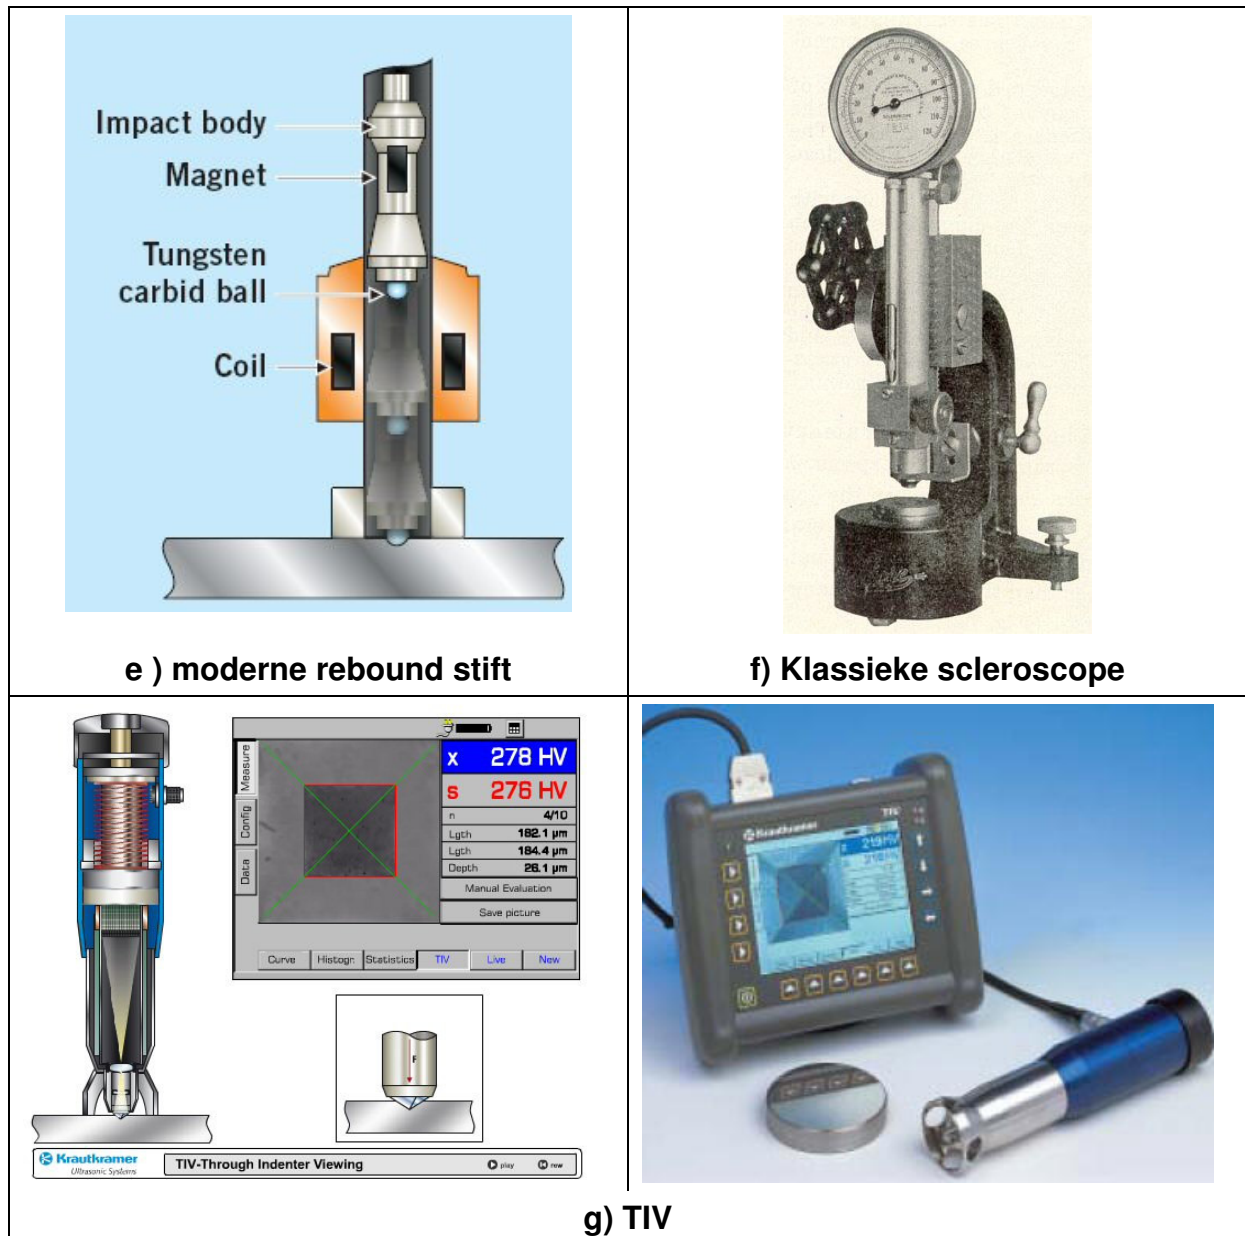 Impact body
Magnet
Tungsten
carbid ball
Coil
e ) moderne rebound stift
f) Klassieke scleroscope
Measure
Config
Data
x 278 HV
s 276 HV
n 4/10
Lgth 182.1 µm
Lgth 184.4 µm
Depth 26.1 µm
Manual Evaluation
Save picture
Curve Histogr. Statistics TIV Live New
F
Krautkramer
Ultrasonic Systems
TIV-Through Indenter Viewing
play
rew
Krautkramer
TIV
g) TIV